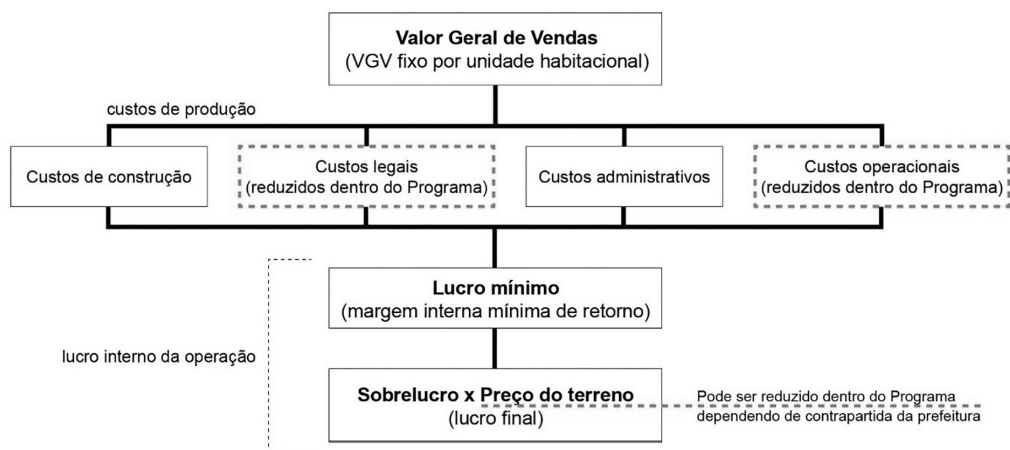 Valor Geral de Vendas
(VGV fixo por unidade habitacional)
custos de produção
Custos de construção
Custos legais
(reduzidos dentro do Programa)
Custos administrativos
Custos operacionais
(reduzidos dentro do Programa)
Lucro mínimo
(margem interna mínima de retorno)
lucro interno da operação
Sobrelucro x Preço do terreno
(lucro final)
Pode ser reduzido dentro do Programa
dependendo de contrapartida da prefeitura